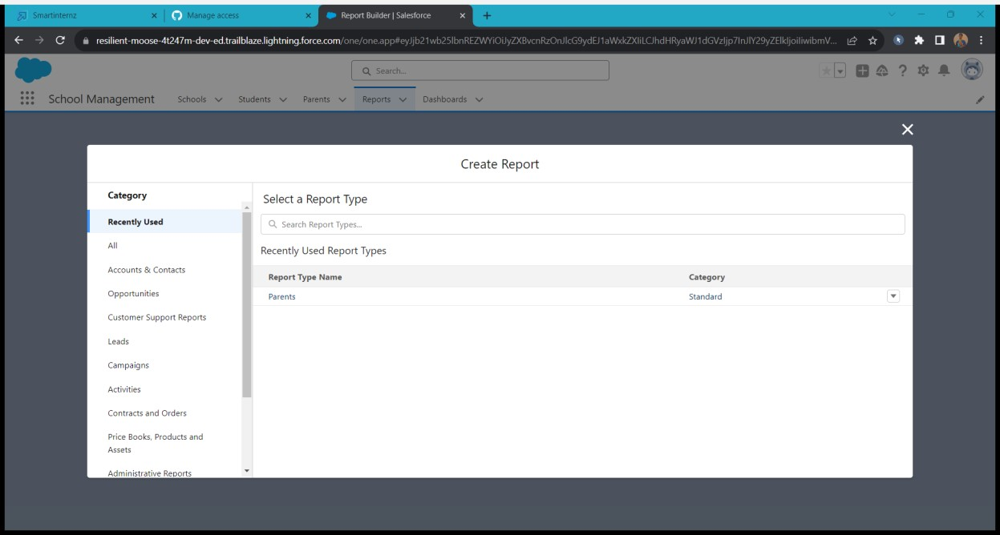 Smartinternz
Manage access
Report Builder | Salesforce
resilient-moose-4t247m-dev-ed.trailblaze.lightning.force.com/one/one.app#eyJjb21wb25lbnREZWYiOiJyZXBvcnRzOnJlcG9ydEJ1aWxkZXIiLCJhdHRyaWJ1dGVzIjp7InJlY29yZElkIjoiIiwibmV...
Search...
School Management Schools Students Parents Reports Dashboards
Create Report
Category
Recently Used
All
Accounts & Contacts
Opportunities
Customer Support Reports
Leads
Campaigns
Activities
Contracts and Orders
Price Books, Products and
Assets
Administrative Reports
Select a Report Type
Search Report Types...
Recently Used Report Types
Report Type Name Category
Parents Standard